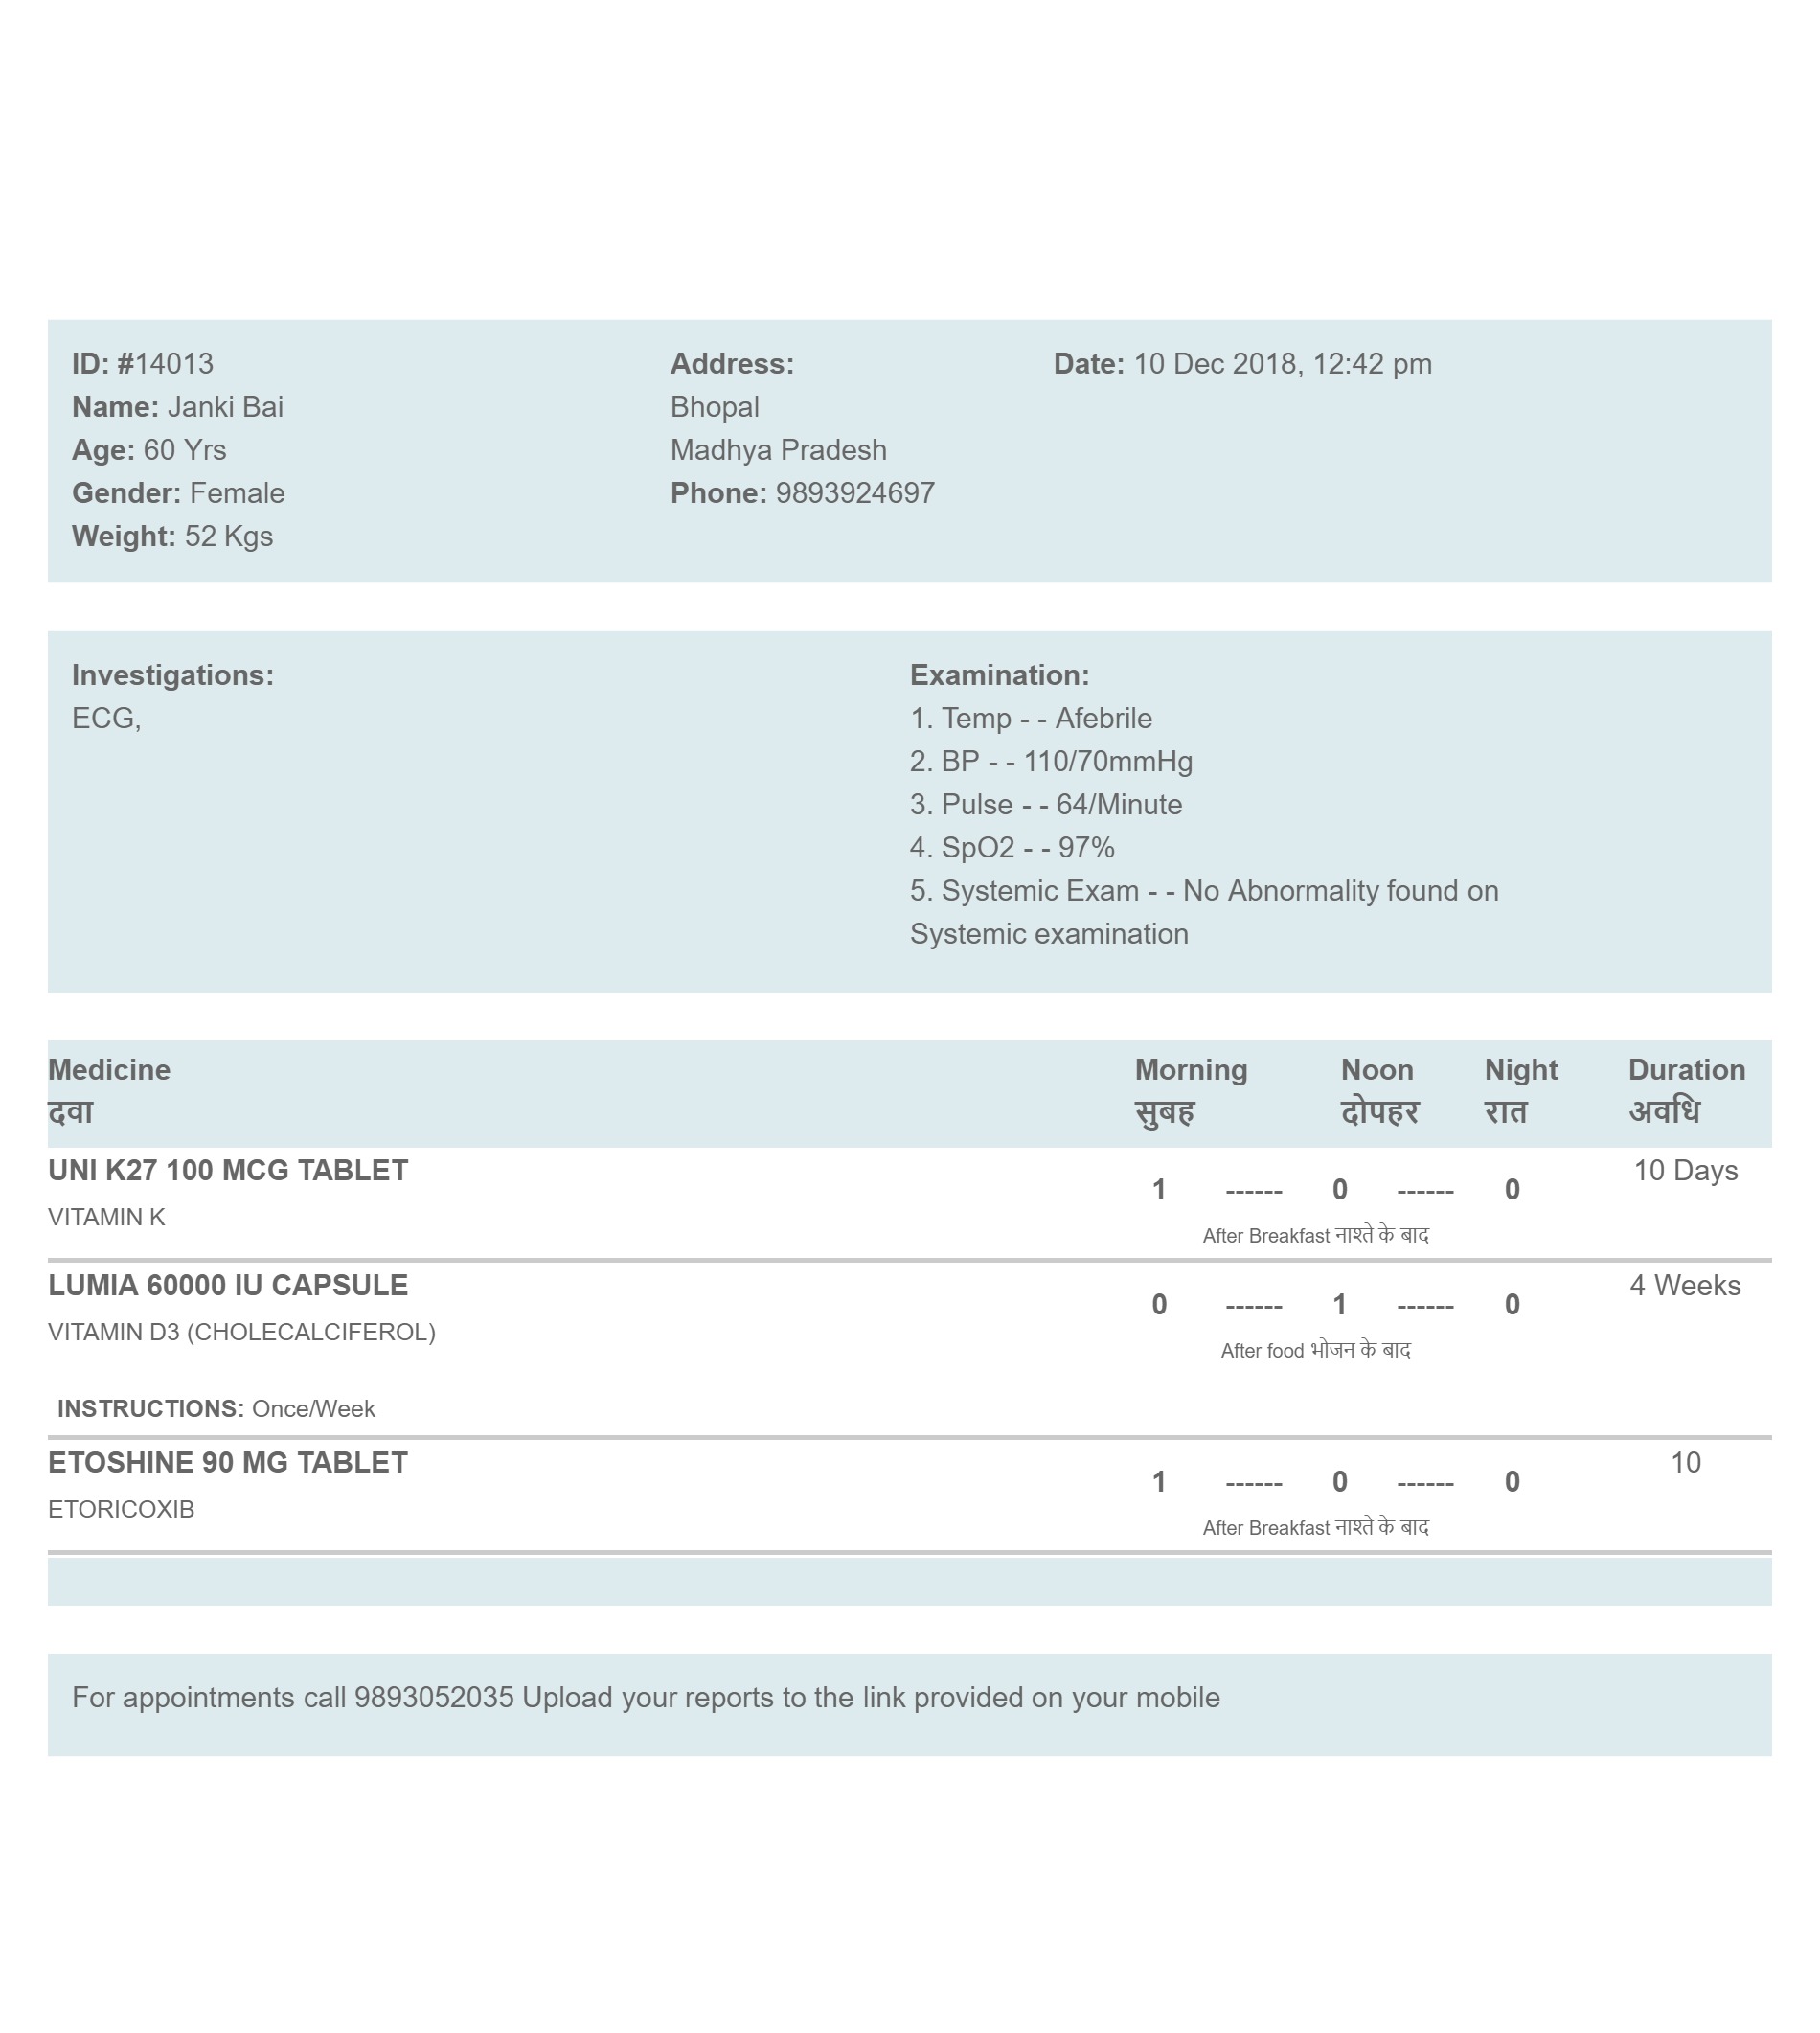 ID: #14013
Name: Janki Bai
Age: 60 Yrs
Gender: Female
Weight: 52 Kgs
Address:
Bhopal
Madhya Pradesh
Phone: 9893924697
Date: 10 Dec 2018, 12:42 pm
Investigations:
ECG,
Examination:
1. Temp - - Afebrile
2. BP - - 110/70mmHg
3. Pulse - - 64/Minute
4. SpO2 - - 97%
5. Systemic Exam - - No Abnormality found on
Systemic examination
Medicine Morning Noon Night Duration
दवा सुबह दोपहर रात अवधि
UNI K27 100 MCG TABLET 10 Days
1 ------ 0 ------ 0
VITAMIN K
After Breakfast नाश्ते के बाद
LUMIA 60000 IU CAPSULE 4 Weeks
0 ------ 1 ------ 0
VITAMIN D3 (CHOLECALCIFEROL)
After food भोजन के बाद
INSTRUCTIONS: Once/Week
ETOSHINE 90 MG TABLET 10
1 ------ 0 ------ 0
ETORICOXIB
After Breakfast नाश्ते के बाद
For appointments call 9893052035 Upload your reports to the link provided on your mobile